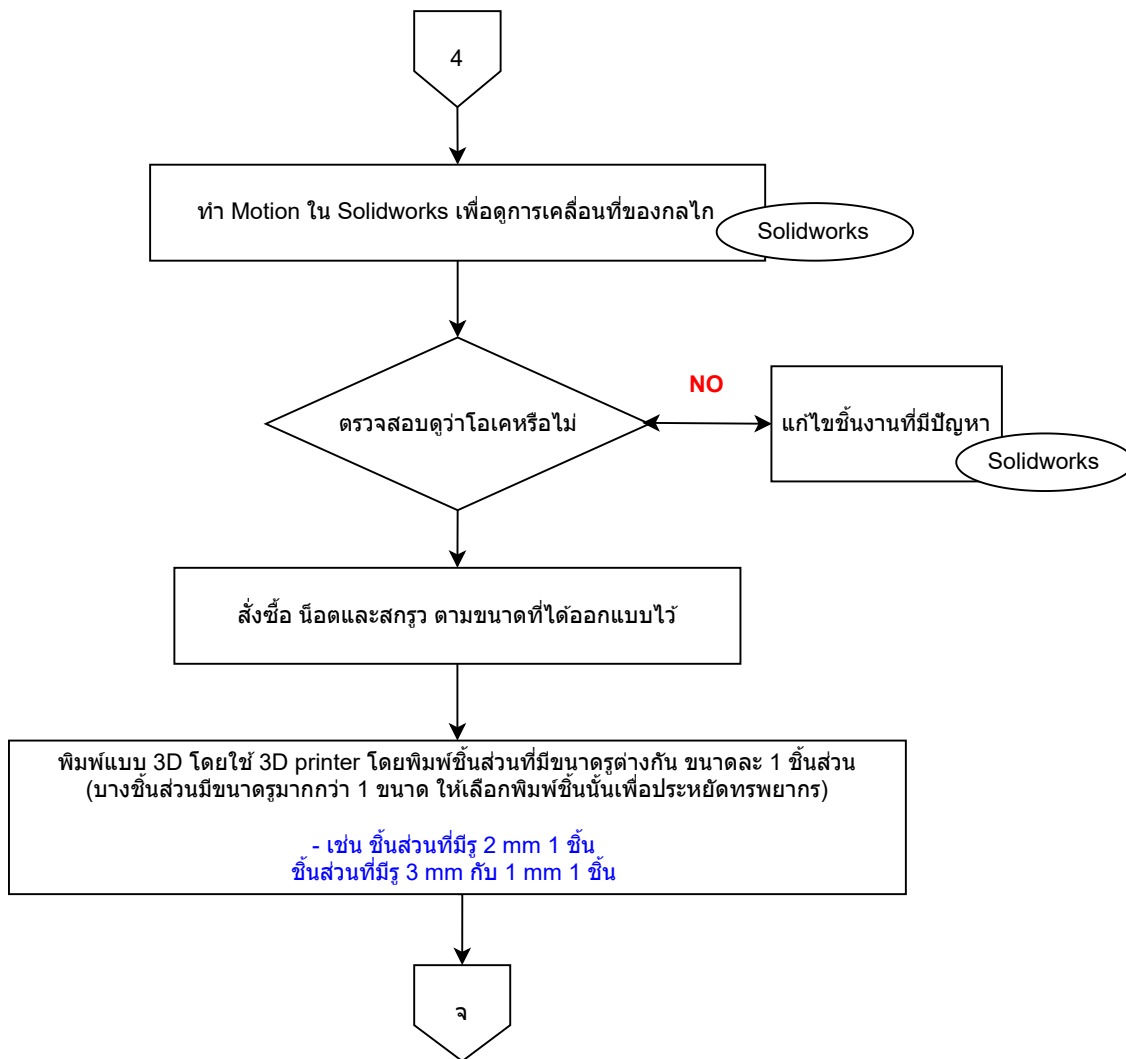 4
ทำ Motion ใน Solidworks เพื่อดูการเคลื่อนที่ของกลไก
Solidworks
NO
ตรวจสอบดูว่าโอเคหรือไม่
แก้ไขชิ้นงานที่มีปัญหา
Solidworks
สั่งซื้อ น็อตและสกรูว ตามขนาดที่ได้ออกแบบไว้
พิมพ์แบบ 3D โดยใช้ 3D printer โดยพิมพ์ชิ้นส่วนที่มีขนาดรูต่างกัน ขนาดละ 1 ชิ้นส่วน
(บางชิ้นส่วนมีขนาดรูมากกว่า 1 ขนาด ให้เลือกพิมพ์ชิ้นนั้นเพื่อประหยัดทรพยากร)
- เช่น ชิ้นส่วนที่มีรู 2 mm 1 ชิ้น
ชิ้นส่วนที่มีรู 3 mm กับ 1 mm 1 ชิ้น
จ